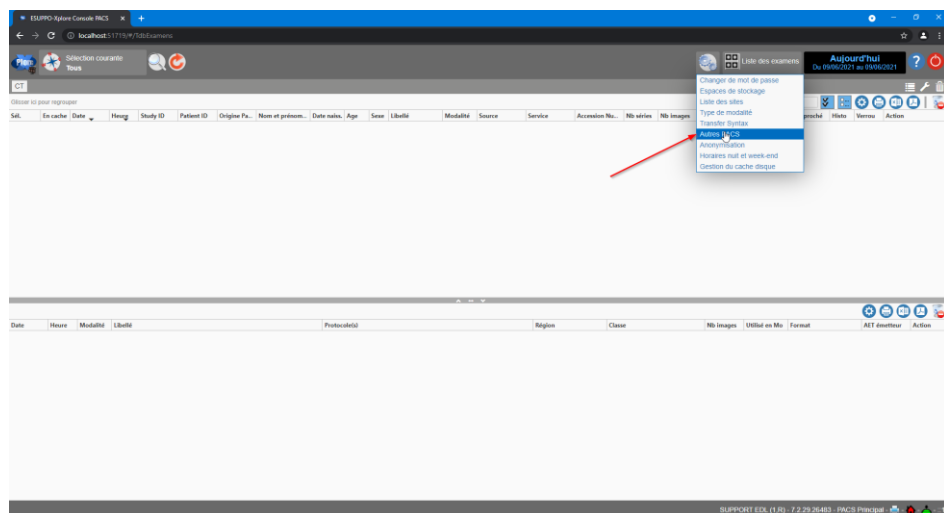 ESUPPO-Xplore Console PACS
localhost:51719/#/TdbExamens
Plein
Sélection courante
Tous
Liste des examens
Aujourd'hui
Du 09/06/2021 au 09/06/2021
?
CT
Changer de mot de passe
Espaces de stockage
Liste des sites
Type de modalité
Transfer Syntax
Autres PACS
Anonymisation
Horaires nuit et week-end
Gestion du cache disque
Glisser ici pour regrouper
Sél. En cache Date Heure Study ID Patient ID Origine Pa... Nom et prénom... Date naiss. Age Sexe Libellé Modalité Source Service Accession Nu... Nb séries Nb images proché Histo Verrou Action
Date Heure Modalité Libellé Protocole(s) Région Classe Nb images Utilisé en Mo Format AET émetteur Action
SUPPORT EDL (1,R) - 7.2.29.26483 - PACS Principal -